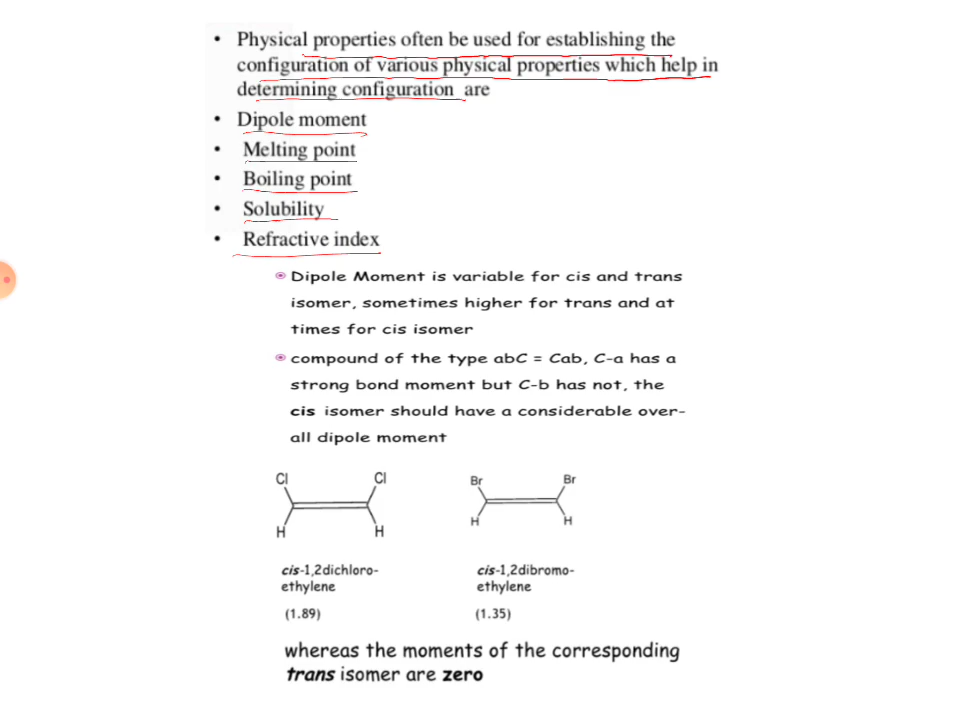 • Physical properties often be used for establishing the
configuration of various physical properties which help in
determining configuration are
• Dipole moment
• Melting point
• Boiling point
• Solubility
• Refractive index
Dipole Moment is variable for cis and trans
isomer, sometimes higher for trans and at
times for cis isomer
compound of the type abC = Cab, C-a has a
strong bond moment but C-b has not, the
cis isomer should have a considerable over-
all dipole moment
Cl Cl Br Br
H H H H
cis-1,2dichloro- cis-1,2dibromo-
ethylene ethylene
(1.89) (1.35)
whereas the moments of the corresponding
trans isomer are zero